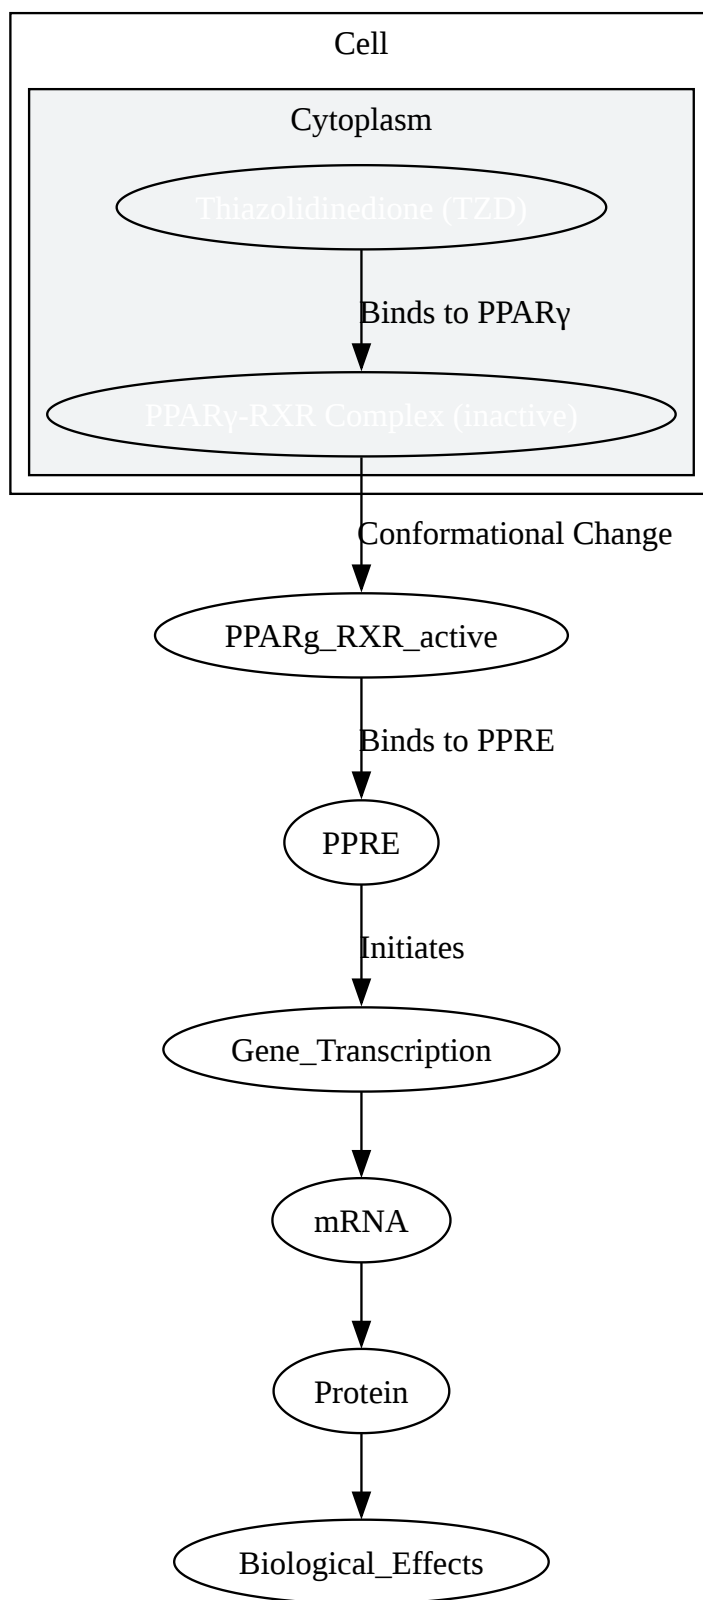 Cell
Cytoplasm
Thiazolidinedione (TZD)
Binds to PPARγ
PPARγ-RXR Complex (inactive)
Conformational Change
PPARg_RXR_active
Binds to PPRE
PPRE
Initiates
Gene_Transcription
mRNA
Protein
Biological_Effects